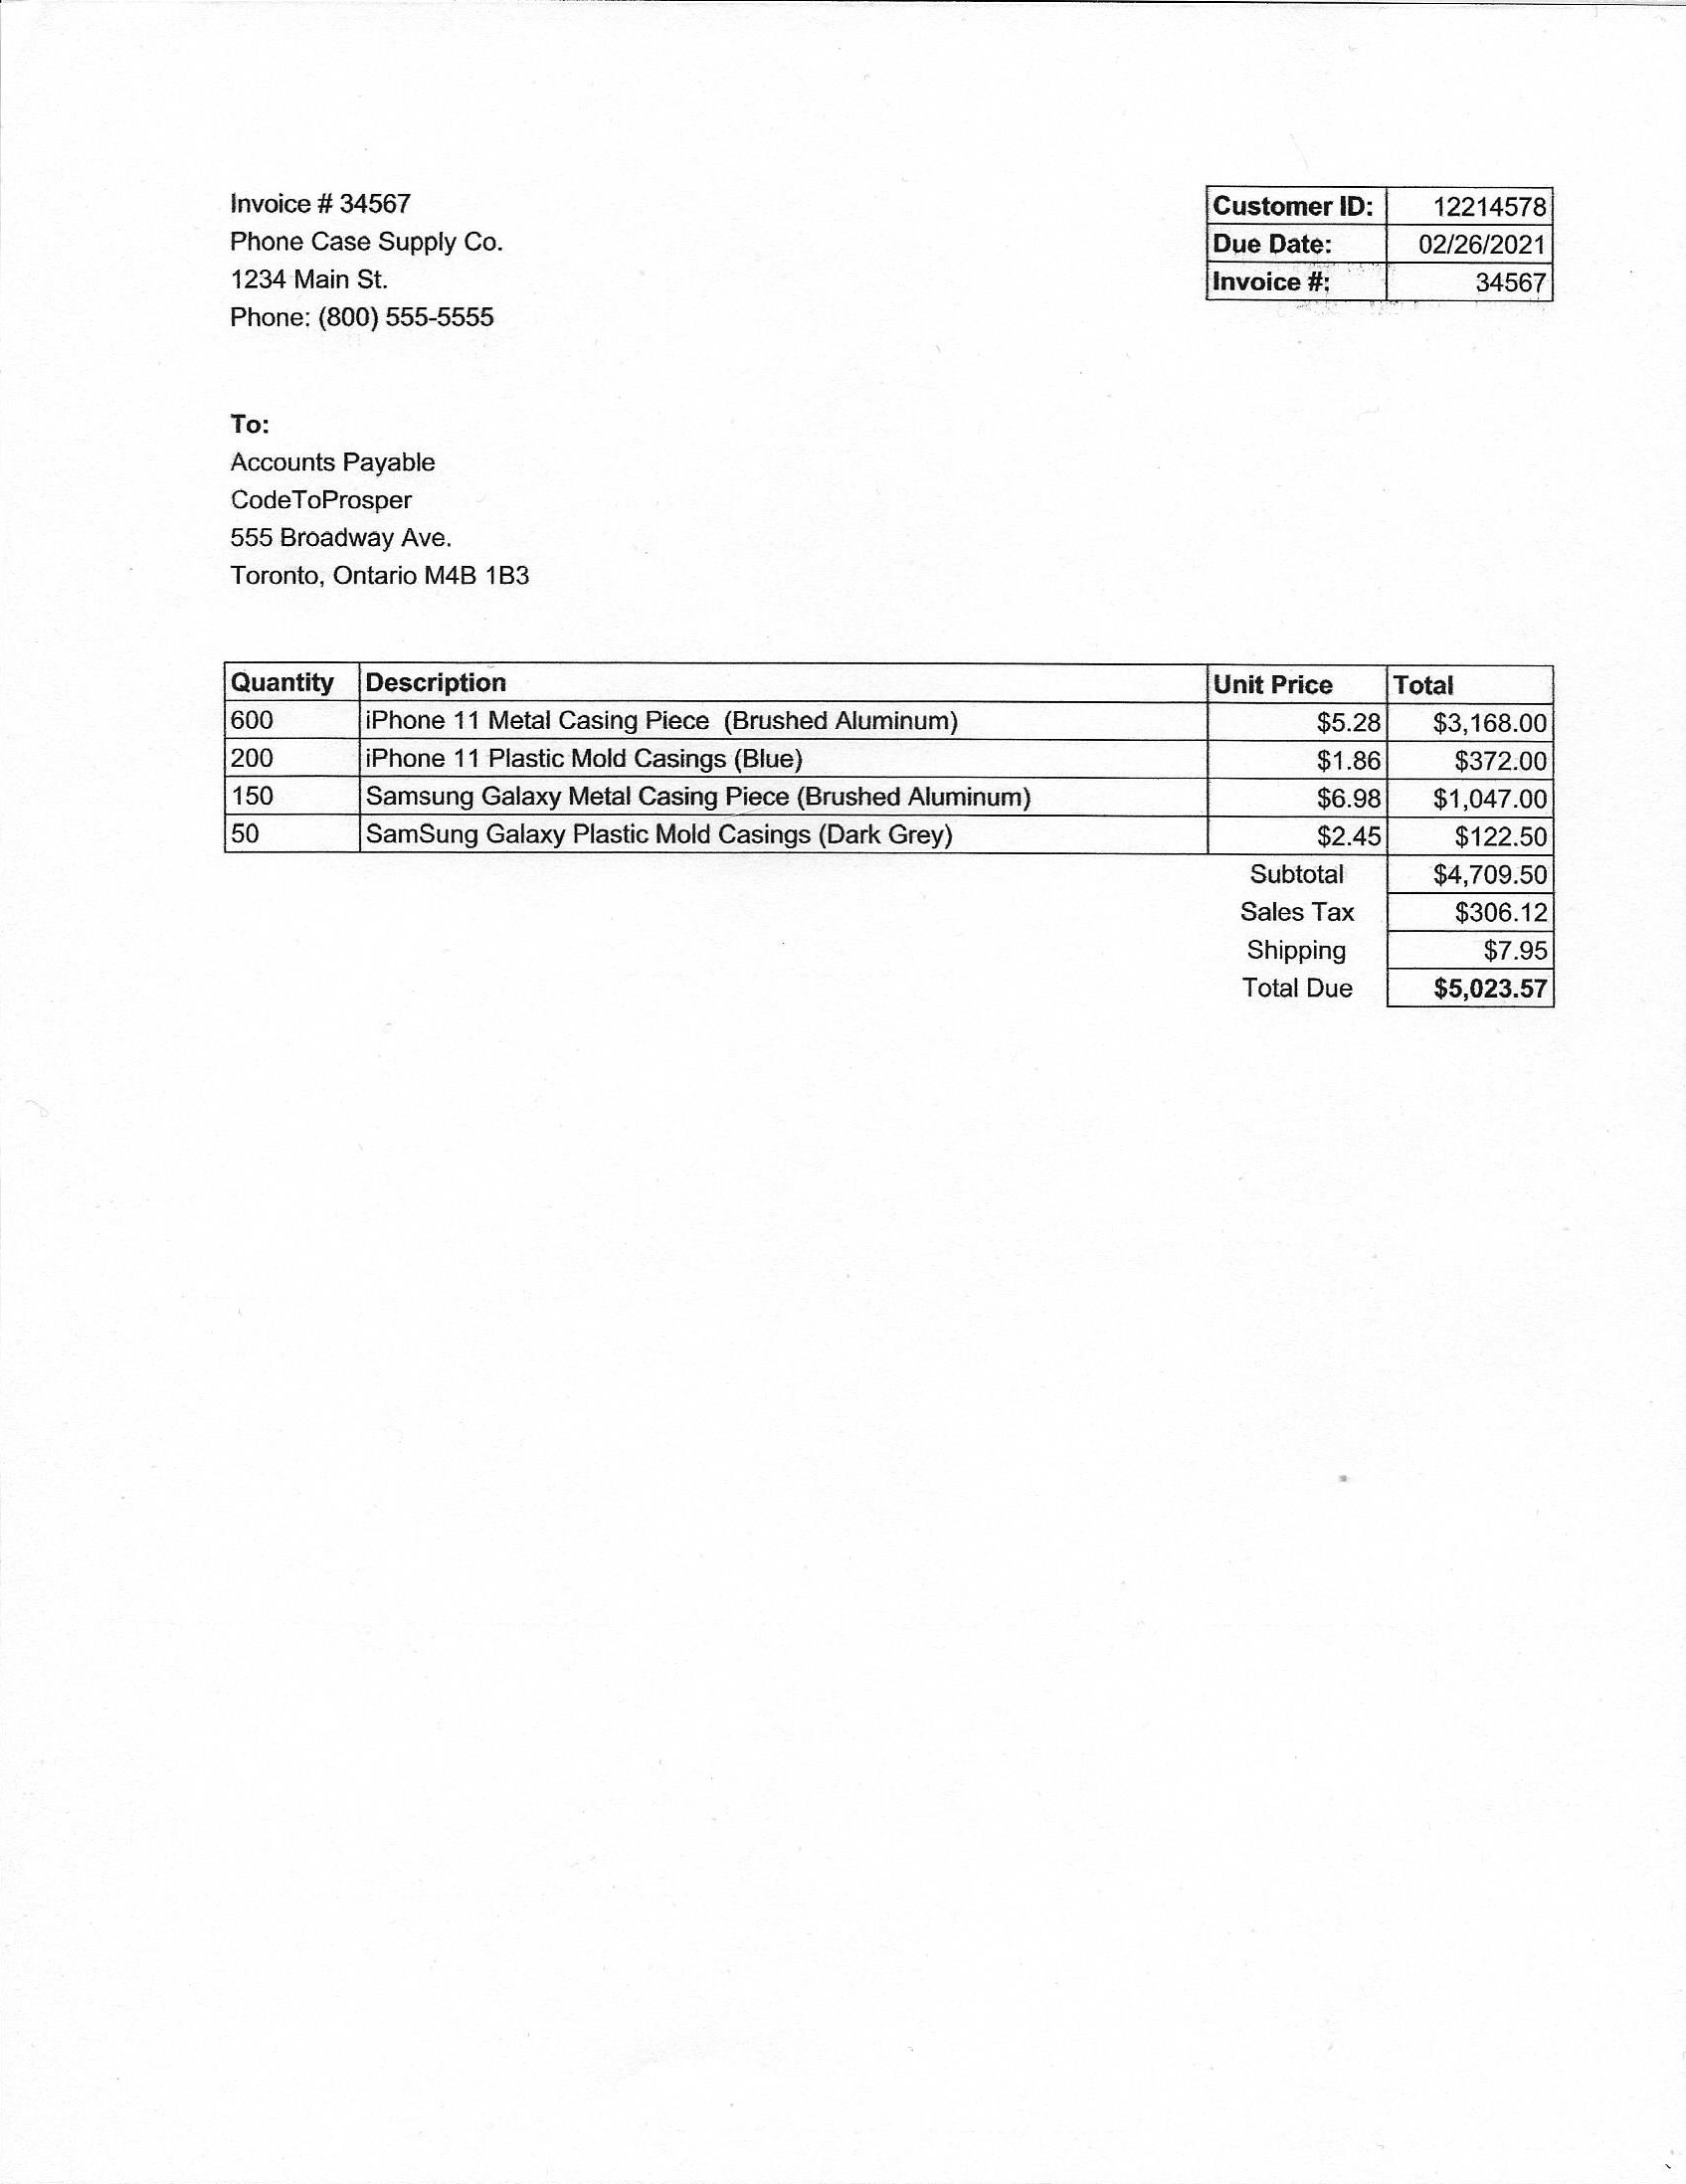 Invoice # 34567
Phone Case Supply Co.
1234 Main St.
Phone: (800) 555-5555
Customer ID: 12214578
Due Date: 02/26/2021
Invoice #: 34567
To:
Accounts Payable
CodeToProsper
555 Broadway Ave.
Toronto, Ontario M4B 1B3
Quantity Description Unit Price Total
600 iPhone 11 Metal Casing Piece (Brushed Aluminum) $5.28 $3,168.00
200 iPhone 11 Plastic Mold Casings (Blue) $1.86 $372.00
150 Samsung Galaxy Metal Casing Piece (Brushed Aluminum) $6.98 $1,047.00
50 SamSung Galaxy Plastic Mold Casings (Dark Grey) $2.45 $122.50
Subtotal $4,709.50
Sales Tax $306.12
Shipping $7.95
Total Due $5,023.57